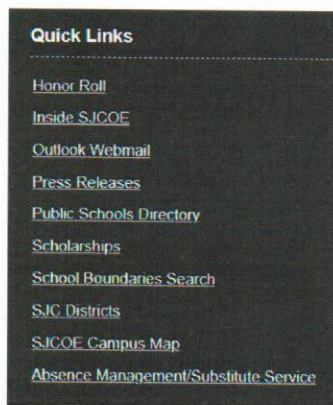 Quick Links
Honor Roll
Inside SJCOE
Outlook Webmail
Press Releases
Public Schools Directory
Scholarships
School Boundaries Search
SJC Districts
SJCOE Campus Map
Absence Management/Substitute Service